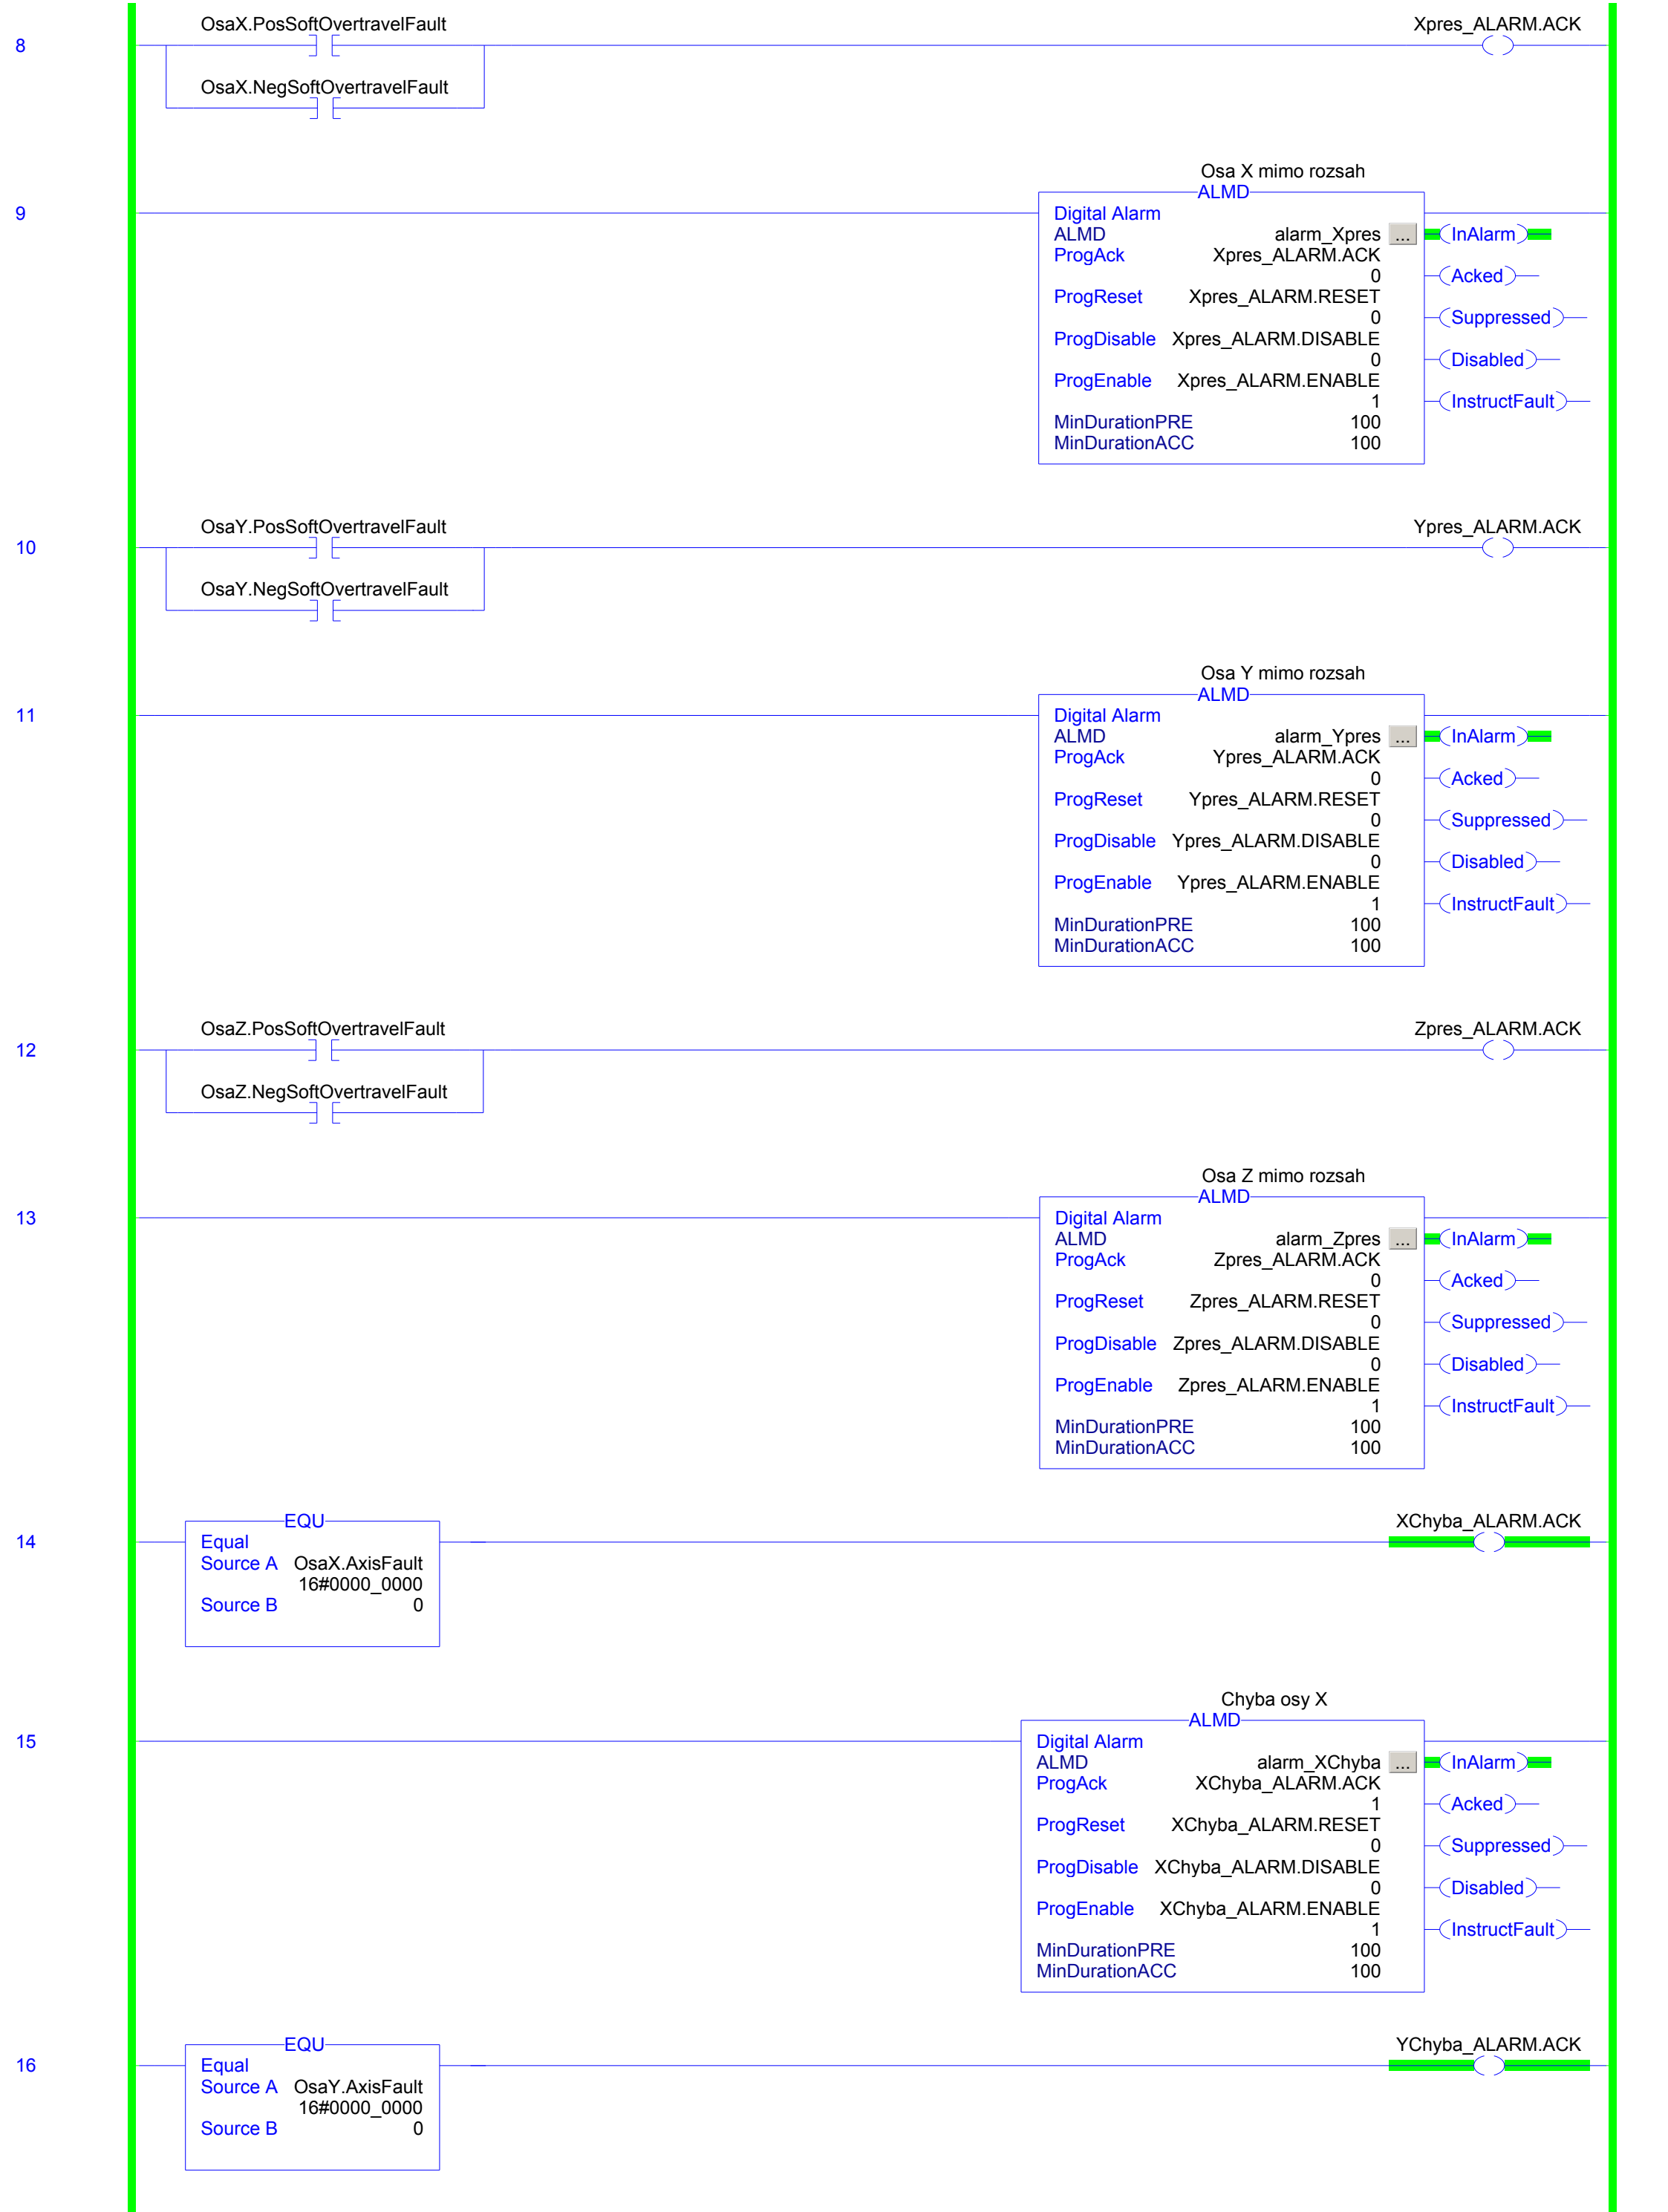 OsaX.PosSoftOvertravelFault
Xpres_ALARM.ACK
8
OsaX.NegSoftOvertravelFault
Osa X mimo rozsah
ALMD
9
Digital Alarm
ALMD alarm_Xpres ... InAlarm
ProgAck Xpres_ALARM.ACK
0 Acked
ProgReset Xpres_ALARM.RESET
0 Suppressed
ProgDisable Xpres_ALARM.DISABLE
0 Disabled
ProgEnable Xpres_ALARM.ENABLE
1 InstructFault
MinDurationPRE 100
MinDurationACC 100
OsaY.PosSoftOvertravelFault
Ypres_ALARM.ACK
10
OsaY.NegSoftOvertravelFault
Osa Y mimo rozsah
ALMD
11
Digital Alarm
ALMD alarm_Ypres ... InAlarm
ProgAck Ypres_ALARM.ACK
0 Acked
ProgReset Ypres_ALARM.RESET
0 Suppressed
ProgDisable Ypres_ALARM.DISABLE
0 Disabled
ProgEnable Ypres_ALARM.ENABLE
1 InstructFault
MinDurationPRE 100
MinDurationACC 100
OsaZ.PosSoftOvertravelFault
Zpres_ALARM.ACK
12
OsaZ.NegSoftOvertravelFault
Osa Z mimo rozsah
ALMD
13
Digital Alarm
ALMD alarm_Zpres ... InAlarm
ProgAck Zpres_ALARM.ACK
0 Acked
ProgReset Zpres_ALARM.RESET
0 Suppressed
ProgDisable Zpres_ALARM.DISABLE
0 Disabled
ProgEnable Zpres_ALARM.ENABLE
1 InstructFault
MinDurationPRE 100
MinDurationACC 100
EQU
XChyba_ALARM.ACK
14
Equal
Source A OsaX.AxisFault
16#0000_0000
Source B 0
Chyba osy X
ALMD
15
Digital Alarm
ALMD alarm_XChyba ... InAlarm
ProgAck XChyba_ALARM.ACK
1 Acked
ProgReset XChyba_ALARM.RESET
0 Suppressed
ProgDisable XChyba_ALARM.DISABLE
0 Disabled
ProgEnable XChyba_ALARM.ENABLE
1 InstructFault
MinDurationPRE 100
MinDurationACC 100
EQU
YChyba_ALARM.ACK
16
Equal
Source A OsaY.AxisFault
16#0000_0000
Source B 0